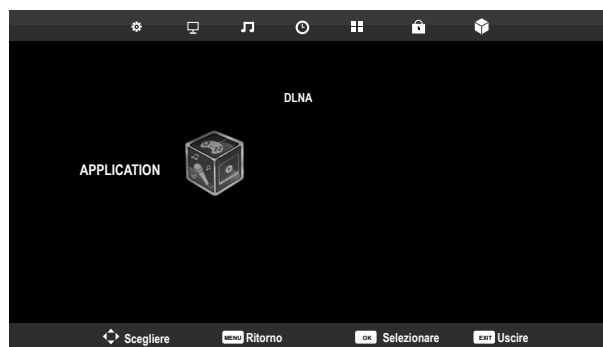 DLNA
APPLICATION
Scegliere MENU Ritorno OK Selezionare EXIT Uscire